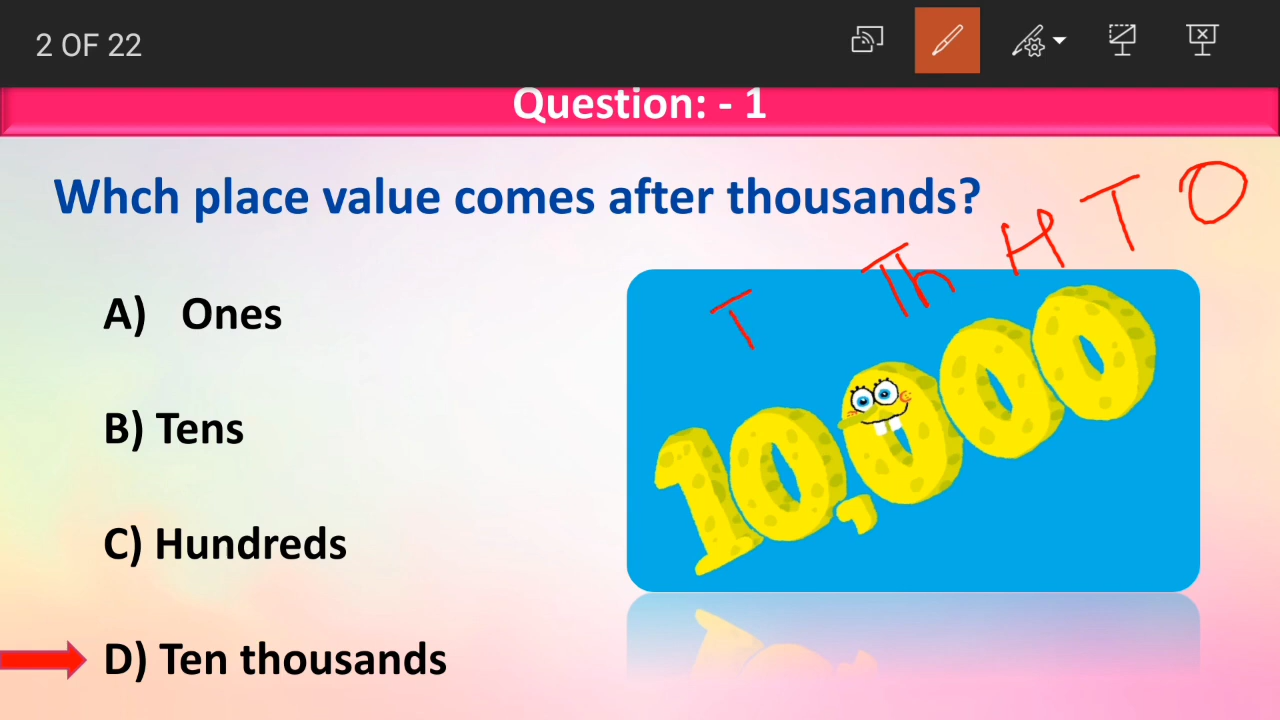 2 OF 22
Question: - 1
Whch place value comes after thousands?
T Th H T O
A) Ones
B) Tens
C) Hundreds
D) Ten thousands
10,000